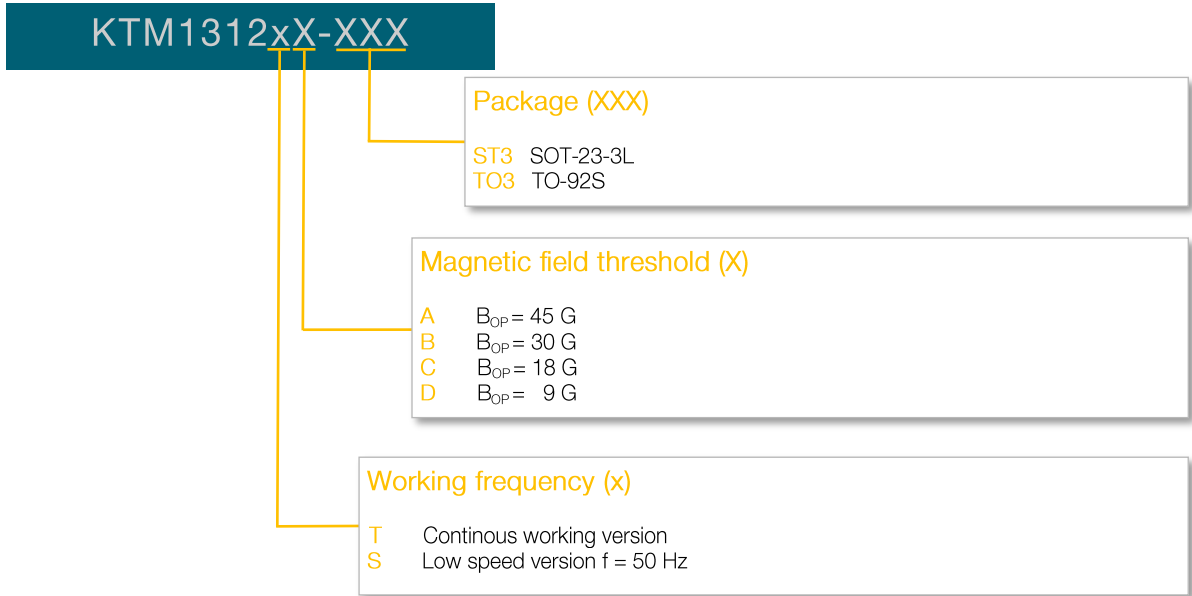 KTM1312xX-XXX
Package (XXX)
ST3 SOT-23-3L
TO3 TO-92S
Magnetic field threshold (X)
A BOP = 45 G
B BOP = 30 G
C BOP = 18 G
D BOP = 9 G
Working frequency (x)
T Continous working version
S Low speed version f = 50 Hz